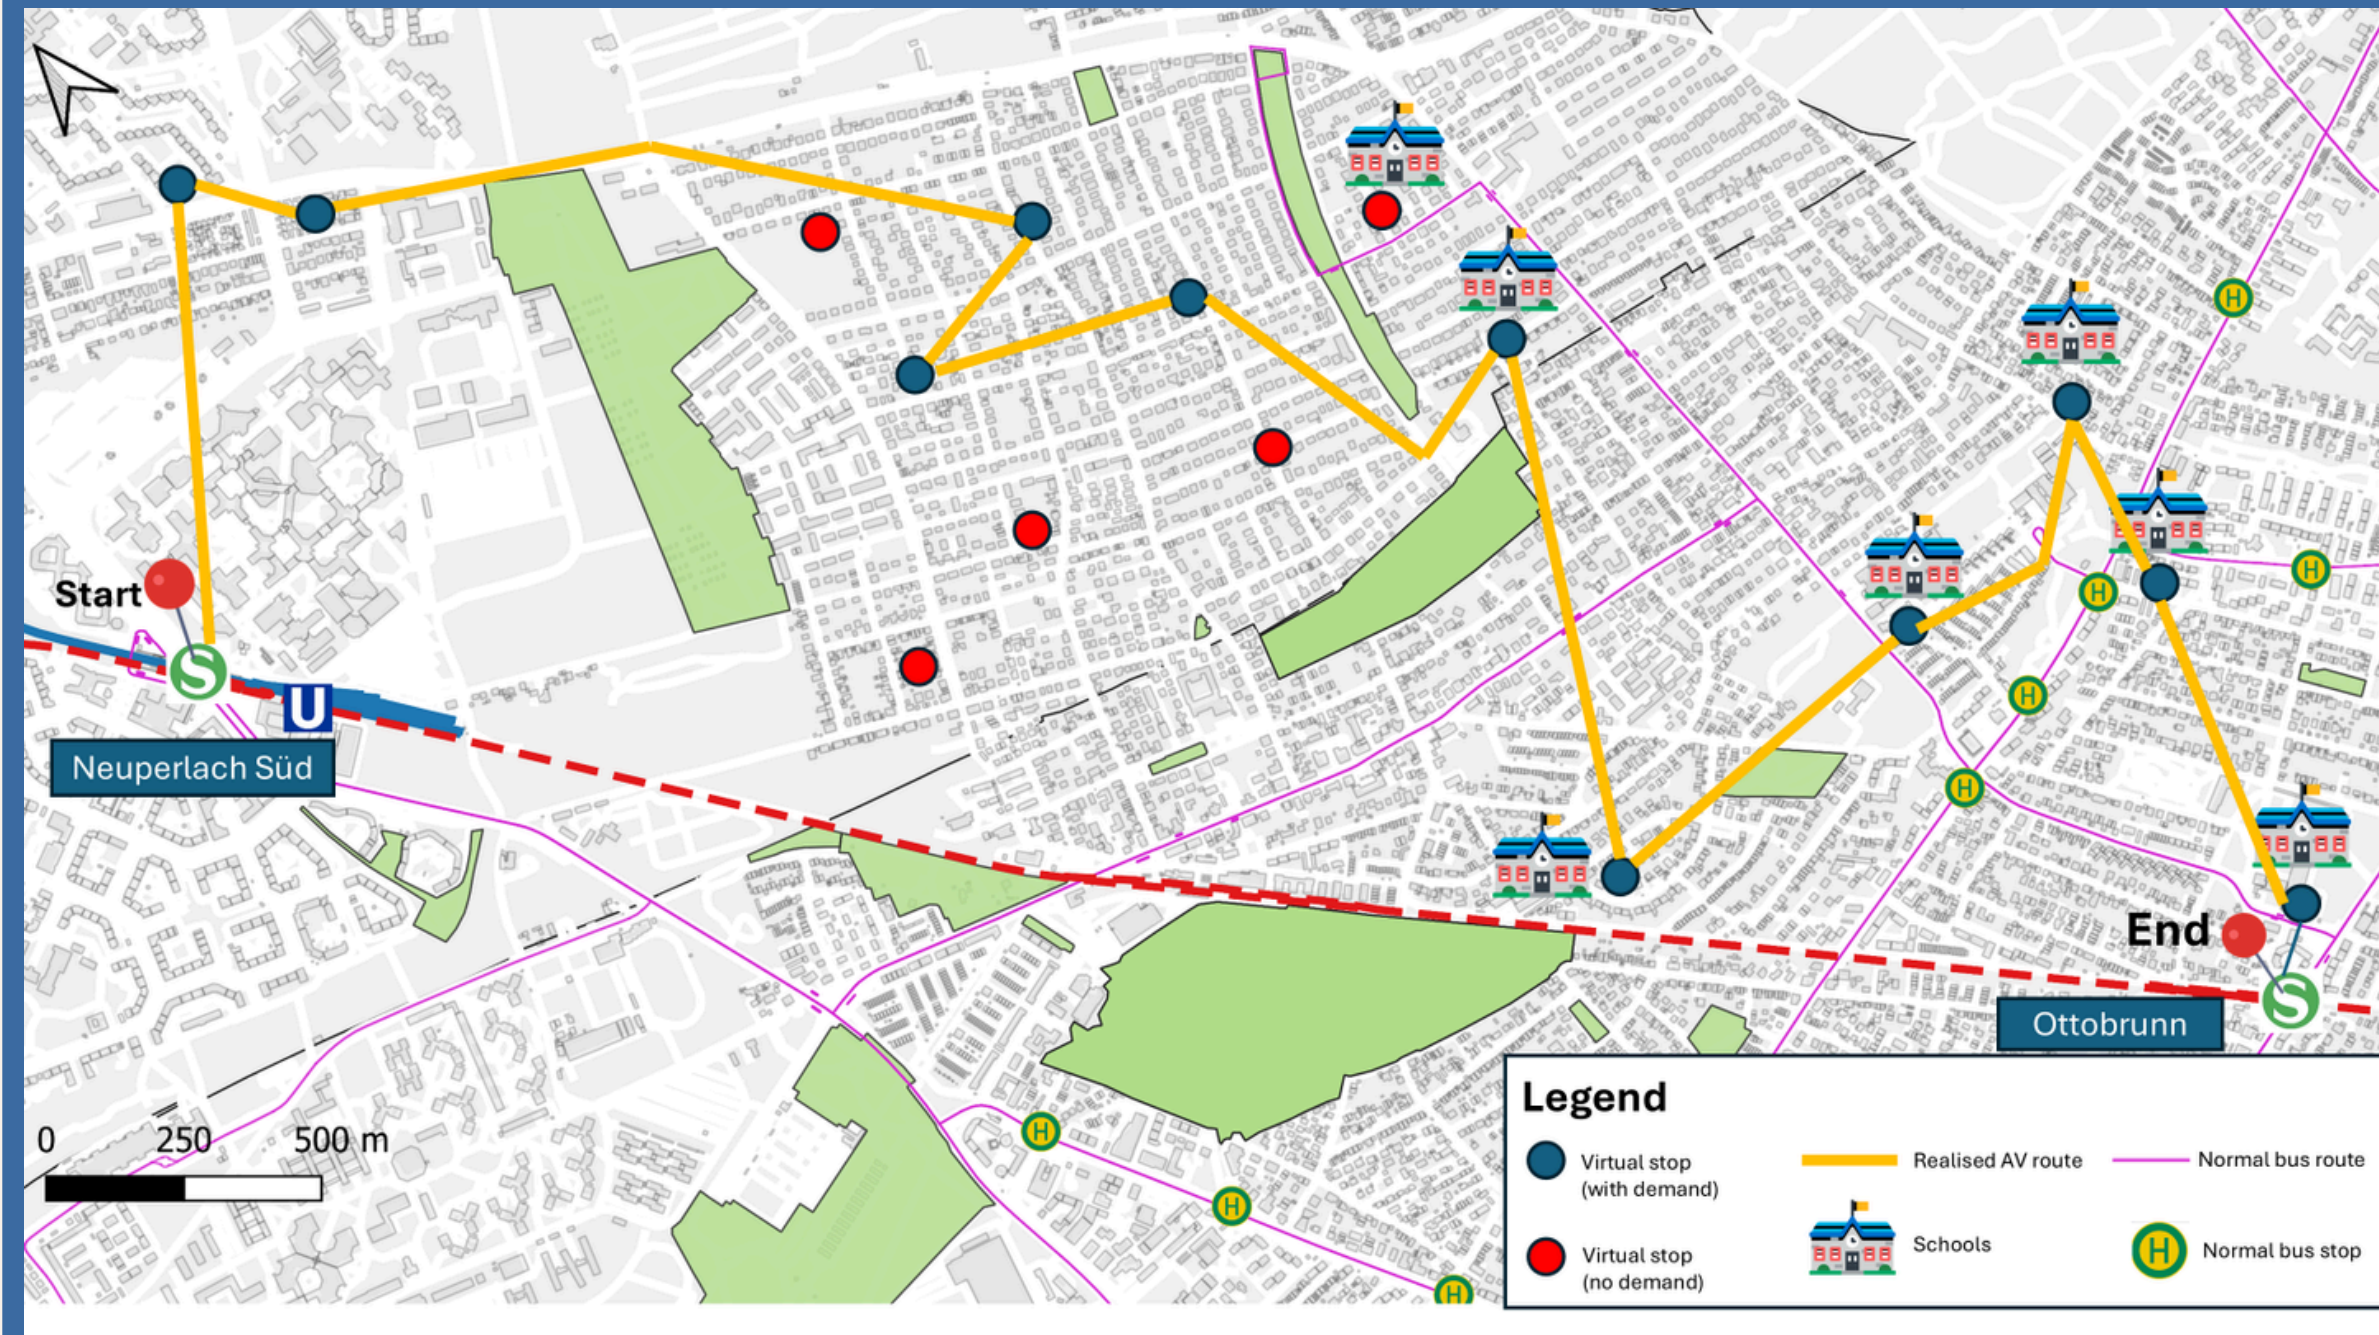 Start
S
U
Neuperlach Süd
H
H
H
H
H
End
S
Ottobrunn
0 250 500 m
H
H
H
Legend
Virtual stop
(with demand)
Realised AV route
Normal bus route
Virtual stop
(no demand)
Schools
H
Normal bus stop